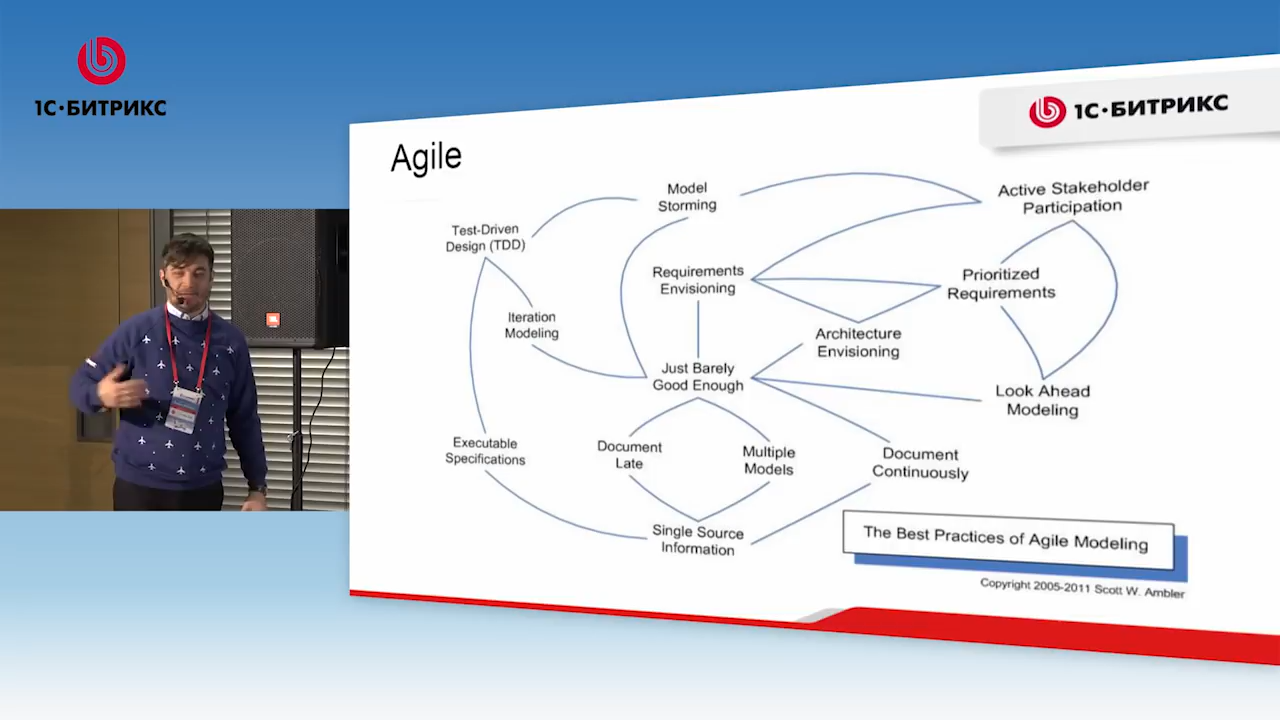 1С·БИТРИКС
1С·БИТРИКС
Agile
Model
Storming
Active Stakeholder
Participation
Test-Driven
Design (TDD)
Requirements
Envisioning
Prioritized
Requirements
Iteration
Modeling
Architecture
Envisioning
Just Barely
Good Enough
Look Ahead
Modeling
Executable
Specifications
Document
Late
Multiple
Models
Document
Continuously
Single Source
Information
The Best Practices of Agile Modeling
Copyright 2005-2011 Scott W. Ambler
JBL